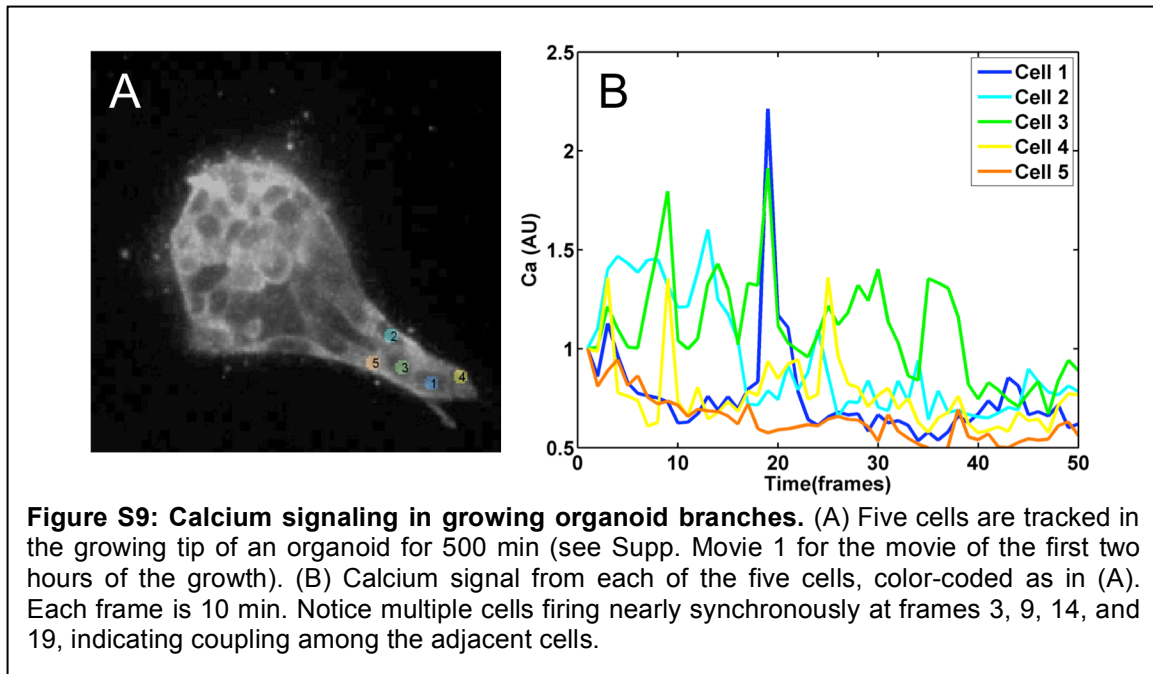 A
2
5
3
1
4
B
2.5
2
1.5
1
0.5
Ca (AU)
0
10
20
30
40
50
Time(frames)
Cell 1
Cell 2
Cell 3
Cell 4
Cell 5
Figure S9: Calcium signaling in growing organoid branches. (A) Five cells are tracked in
the growing tip of an organoid for 500 min (see Supp. Movie 1 for the movie of the first two
hours of the growth). (B) Calcium signal from each of the five cells, color-coded as in (A).
Each frame is 10 min. Notice multiple cells firing nearly synchronously at frames 3, 9, 14, and
19, indicating coupling among the adjacent cells.